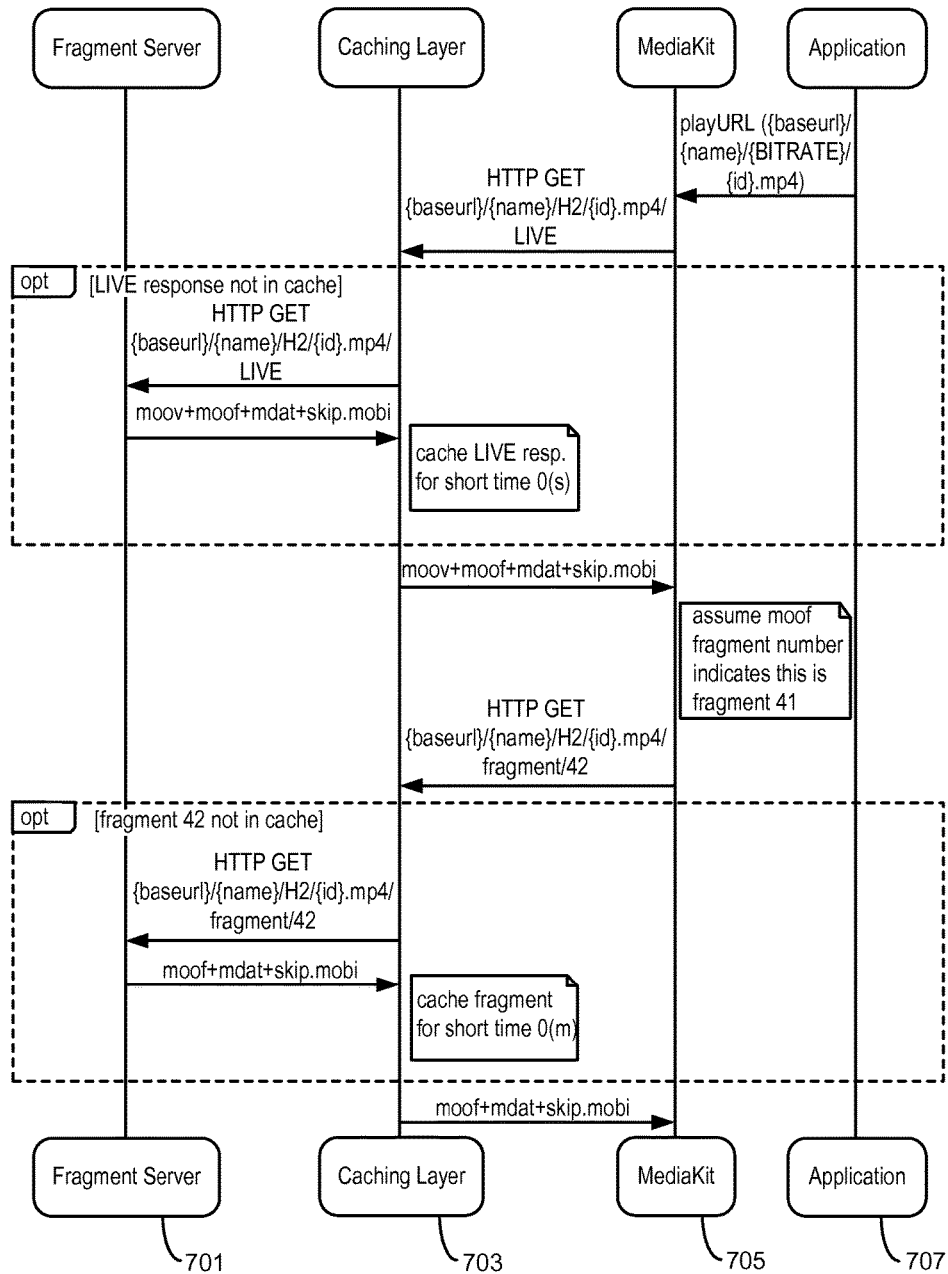 Fragment Server
Caching Layer
MediaKit
Application
playURL ({baseurl}/
{name}/{BITRATE}/
{id}.mp4)
HTTP GET
{baseurl}/{name}/H2/{id}.mp4/
LIVE
opt
[LIVE response not in cache]
HTTP GET
{baseurl}/{name}/H2/{id}.mp4/
LIVE
moov+moof+mdat+skip.mobi
cache LIVE resp.
for short time 0(s)
moov+moof+mdat+skip.mobi
assume moof
fragment number
indicates this is
fragment 41
HTTP GET
{baseurl}/{name}/H2/{id}.mp4/
fragment/42
opt
[fragment 42 not in cache]
HTTP GET
{baseurl}/{name}/H2/{id}.mp4/
fragment/42
moof+mdat+skip.mobi
cache fragment
for short time 0(m)
moof+mdat+skip.mobi
Fragment Server
Caching Layer
MediaKit
Application
701
703
705
707